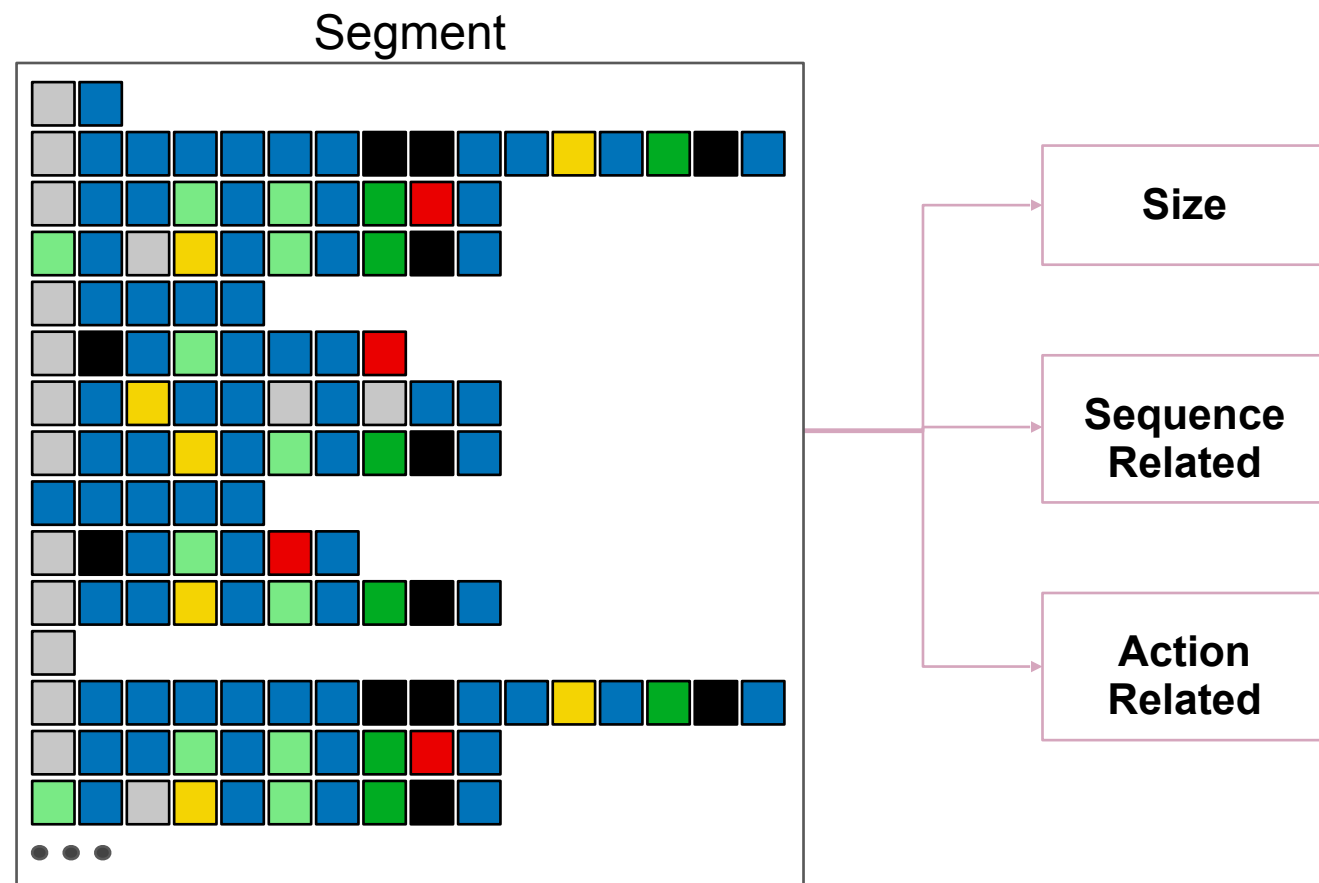 Segment
Size
Sequence
Related
Action
Related